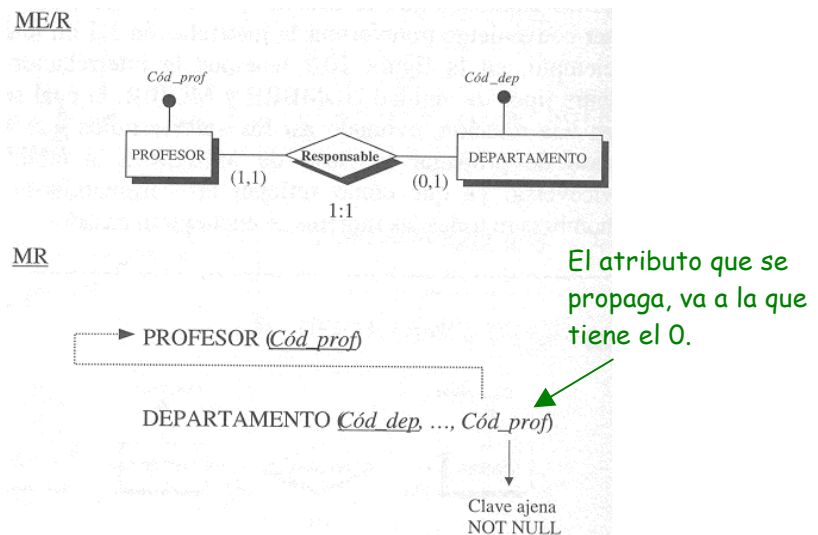 ME/R
Cód_prof
Cód_dep
PROFESOR
Responsable
DEPARTAMENTO
(1,1)
(0,1)
1:1
MR
El atributo que se
propaga, va a la que
tiene el 0.
PROFESOR (Cód_prof)
DEPARTAMENTO (Cód_dep, ..., Cód_prof)
Clave ajena
NOT NULL